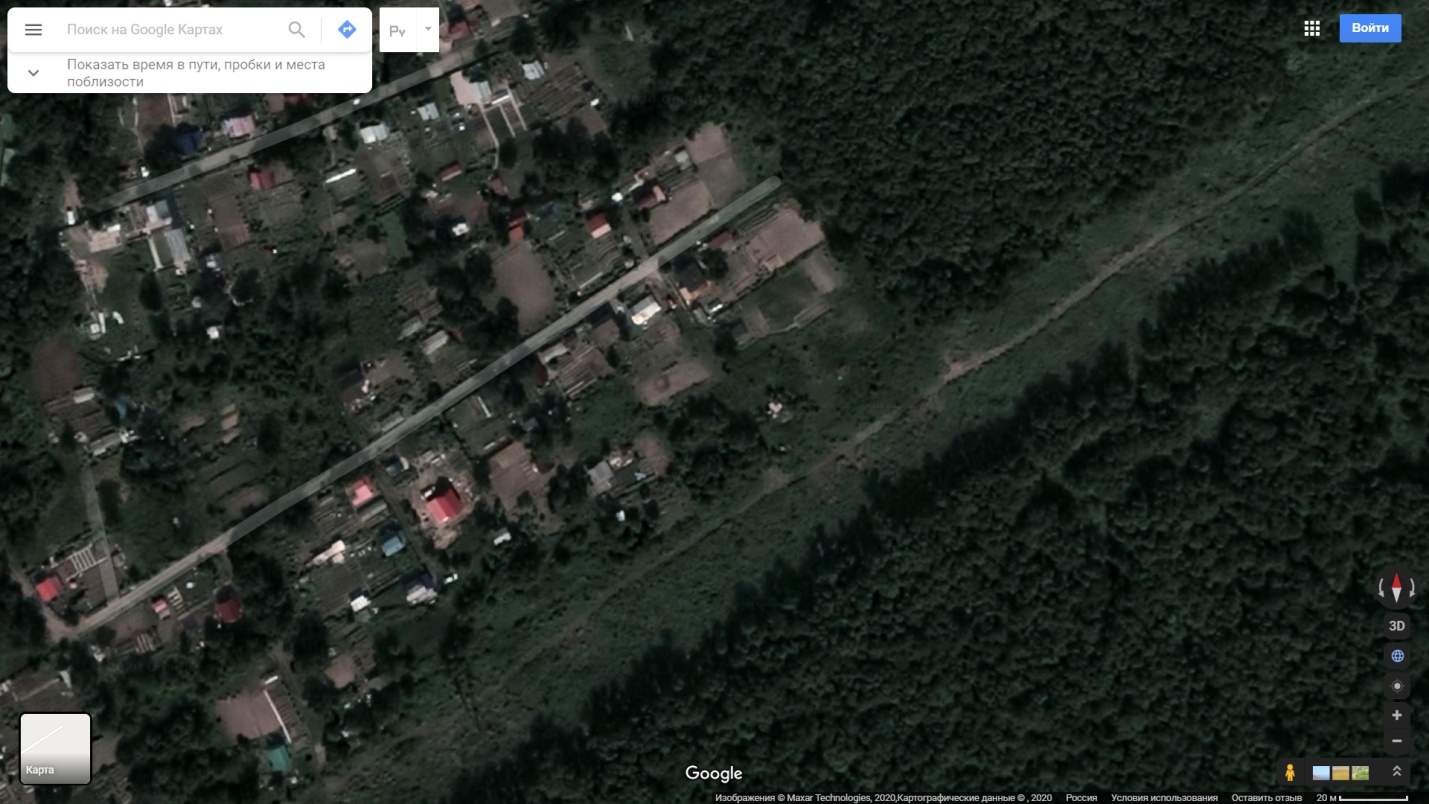 Поиск на Google Картах
Ру
Войти
Показать время в пути, пробки и места
поблизости
3D
Карта
Google
Изображения © Maxar Technologies, 2020,Картографические данные © , 2020 Россия Условия использования Оставить отзыв 20 м